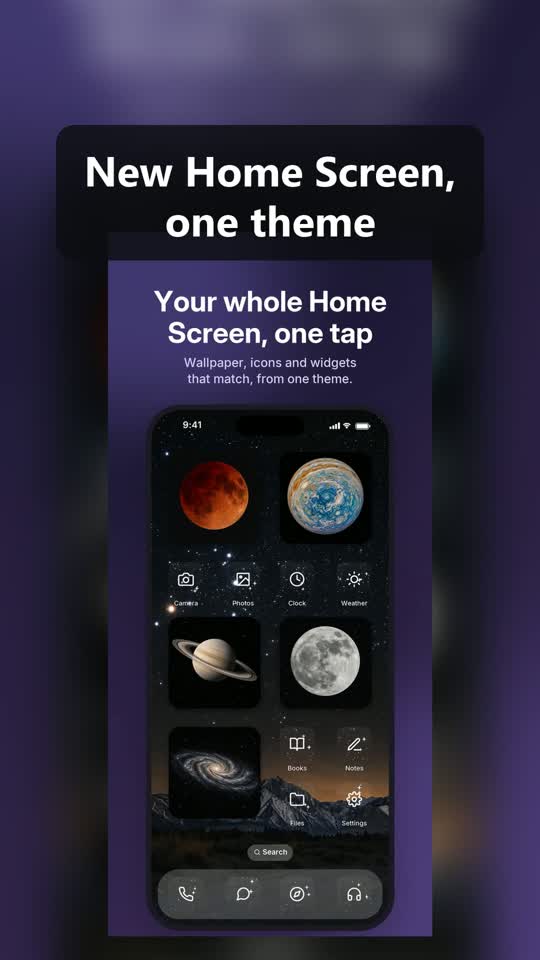 New Home Screen,
one theme
Your whole Home
Screen, one tap
Wallpaper, icons and widgets
that match, from one theme.
9:41
Camera
Photos
Clock
Weather
Books
Notes
Files
Settings
Search